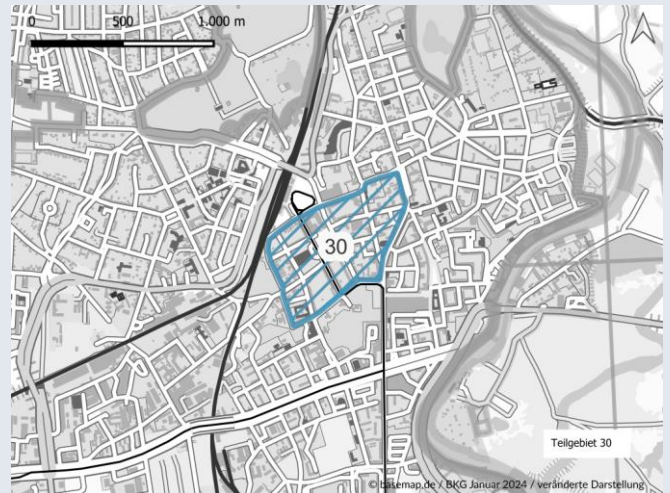 0 500 1.000 m
30
Teilgebiet 30
© basemap.de / BKG Januar 2024 / veränderte Darstellung